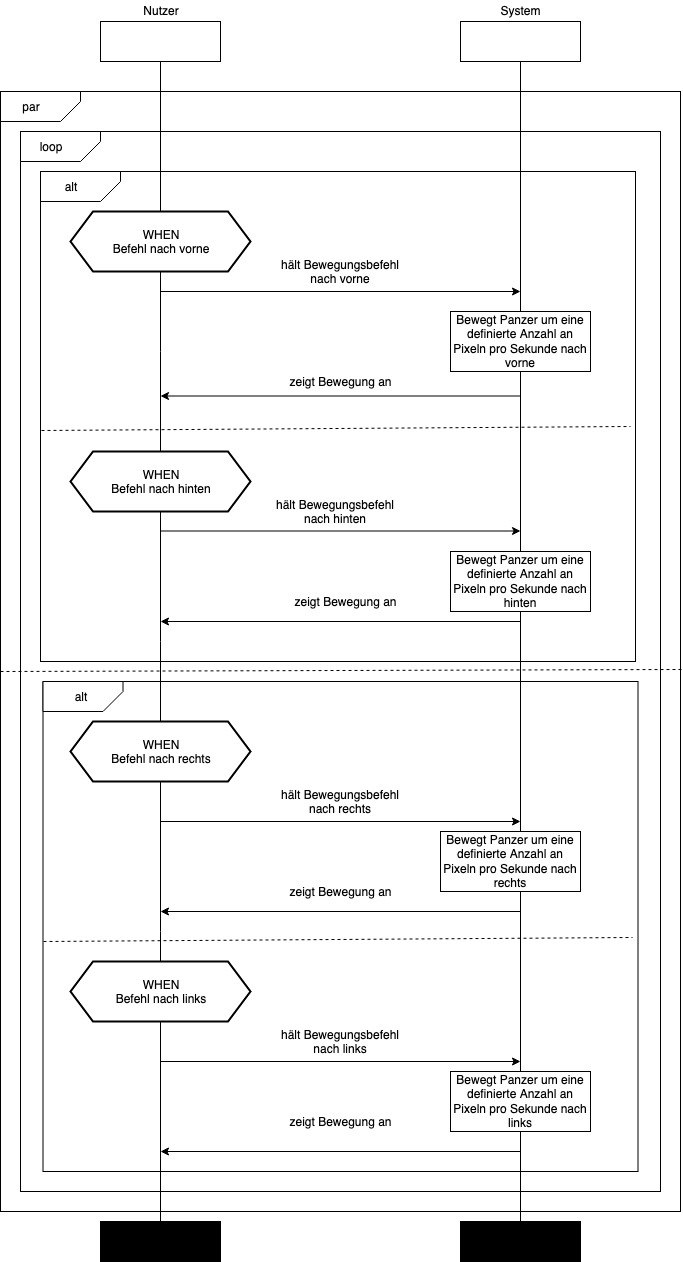 Nutzer
System
par
loop
alt
WHEN
Befehl nach vorne
hält Bewegungsbefehl
nach vorne
Bewegt Panzer um eine
definierte Anzahl an
Pixeln pro Sekunde nach
vorne
zeigt Bewegung an
WHEN
Befehl nach hinten
hält Bewegungsbefehl
nach hinten
Bewegt Panzer um eine
definierte Anzahl an
Pixeln pro Sekunde nach
hinten
zeigt Bewegung an
alt
WHEN
Befehl nach rechts
hält Bewegungsbefehl
nach rechts
Bewegt Panzer um eine
definierte Anzahl an
Pixeln pro Sekunde nach
rechts
zeigt Bewegung an
WHEN
Befehl nach links
hält Bewegungsbefehl
nach links
Bewegt Panzer um eine
definierte Anzahl an
Pixeln pro Sekunde nach
links
zeigt Bewegung an